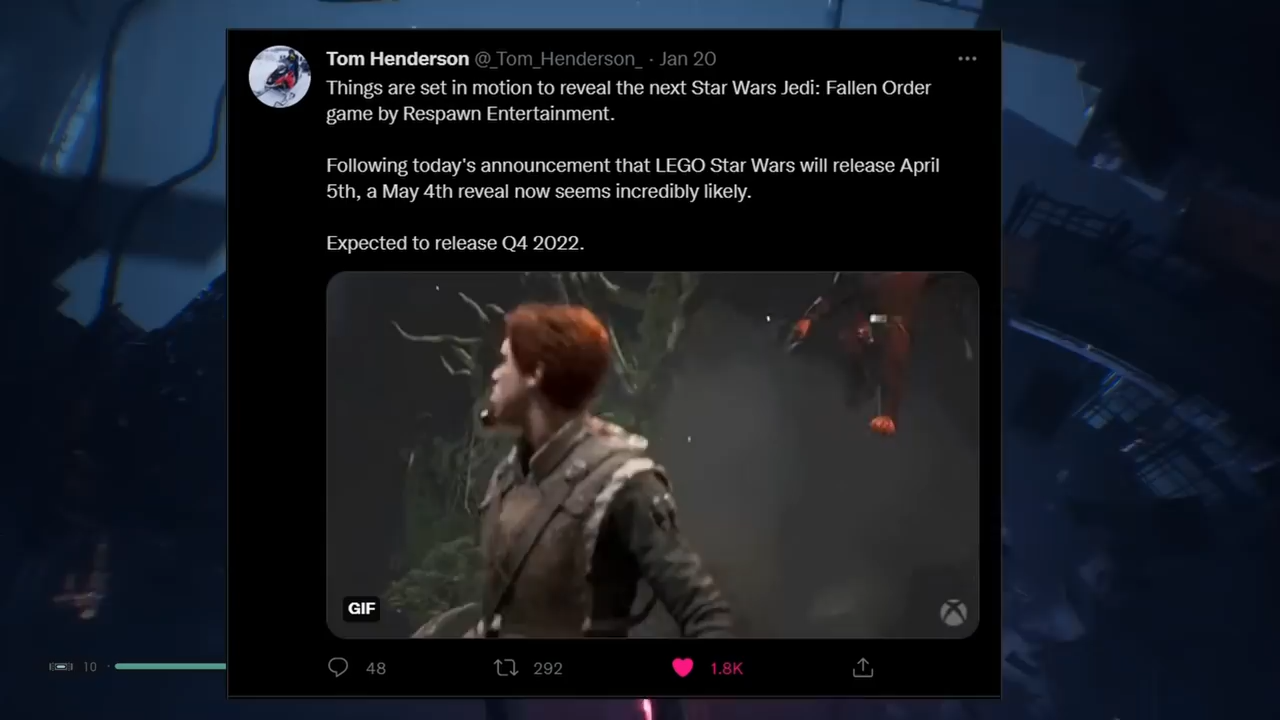 Tom Henderson @_Tom_Henderson_ · Jan 20
Things are set in motion to reveal the next Star Wars Jedi: Fallen Order
game by Respawn Entertainment.
Following today's announcement that LEGO Star Wars will release April
5th, a May 4th reveal now seems incredibly likely.
Expected to release Q4 2022.
GIF
10
48 292 1.8K